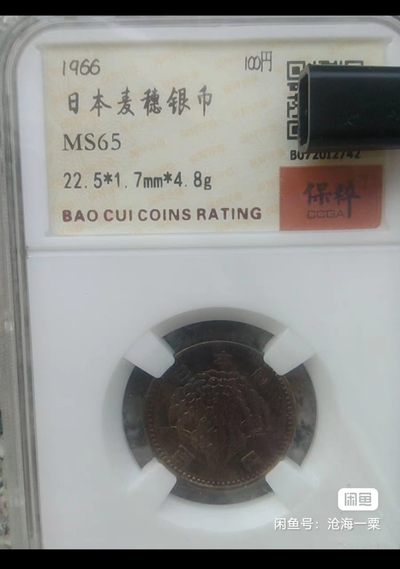 1966 100円
日本麦穗银币
MS65
22.5*1.7mm*4.8g
B072012742
BAO CUI COINS RATING
保粹
CCGA
闲鱼
闲鱼号：沧海一粟